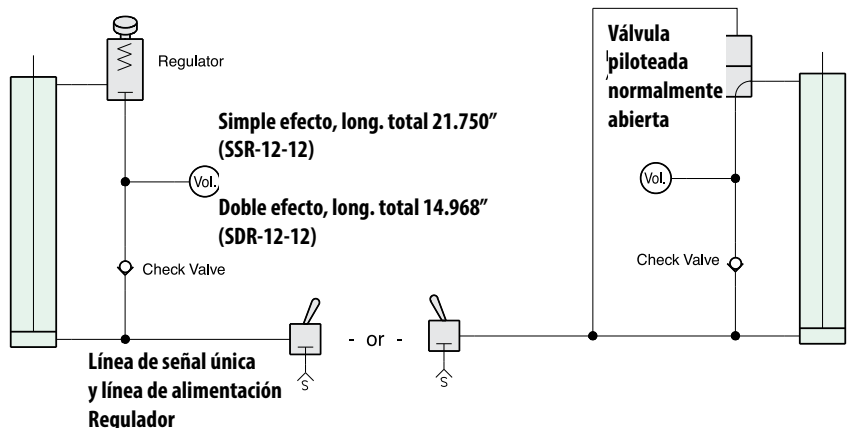 Regulator
Simple efecto, long. total 21.750"
(SSR-12-12)
Vol.
Doble efecto, long. total 14.968"
(SDR-12-12)
Check Valve
Línea de señal única
y línea de alimentación
Regulador
S
- or -
S
Válvula
piloteada
normalmente
abierta
Vol.
Check Valve